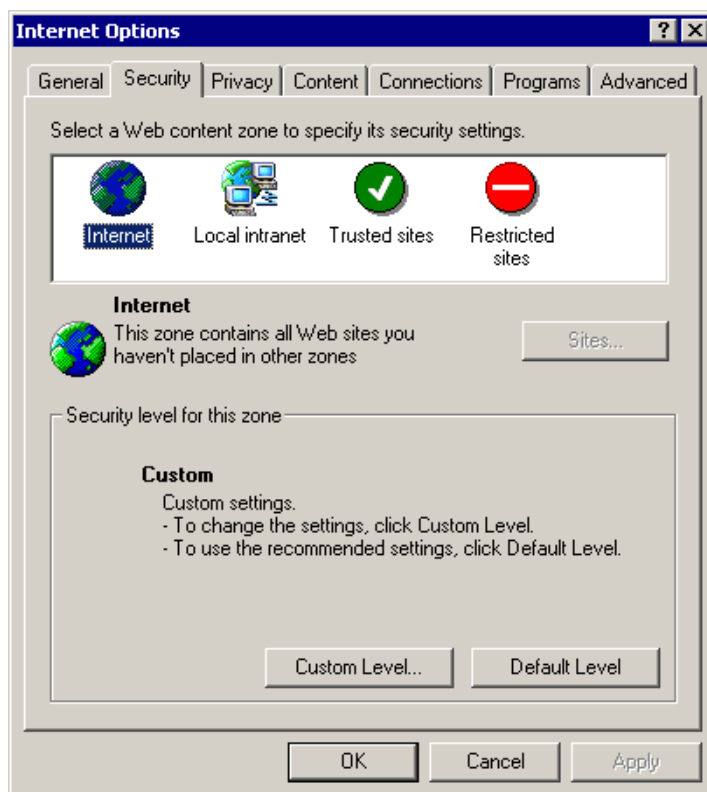 Internet Options
General Security Privacy Content Connections Programs Advanced
Select a Web content zone to specify its security settings.
Internet Local intranet Trusted sites Restricted sites
Internet
This zone contains all Web sites you
haven't placed in other zones
Sites...
Security level for this zone
Custom
Custom settings.
- To change the settings, click Custom Level.
- To use the recommended settings, click Default Level.
Custom Level... Default Level
OK Cancel Apply